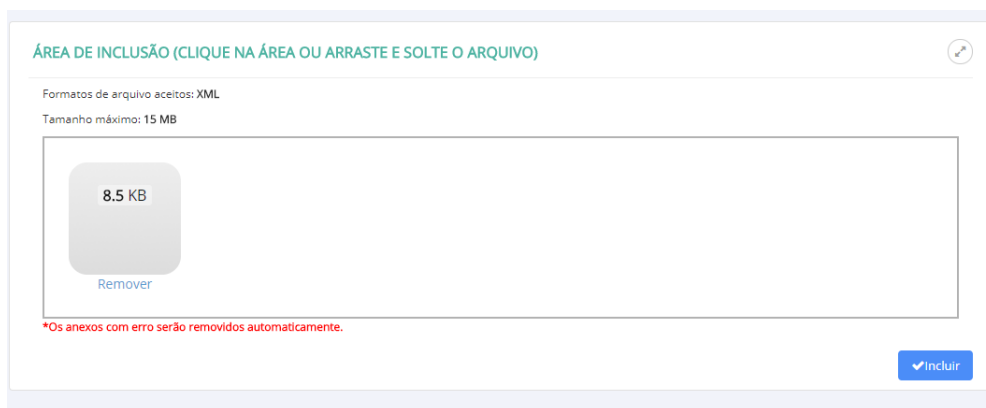 ÁREA DE INCLUSÃO (CLIQUE NA ÁREA OU ARRASTE E SOLTE O ARQUIVO)
Formatos de arquivo aceitos: XML
Tamanho máximo: 15 MB
8.5 KB
Remover
*Os anexos com erro serão removidos automaticamente.
Incluir